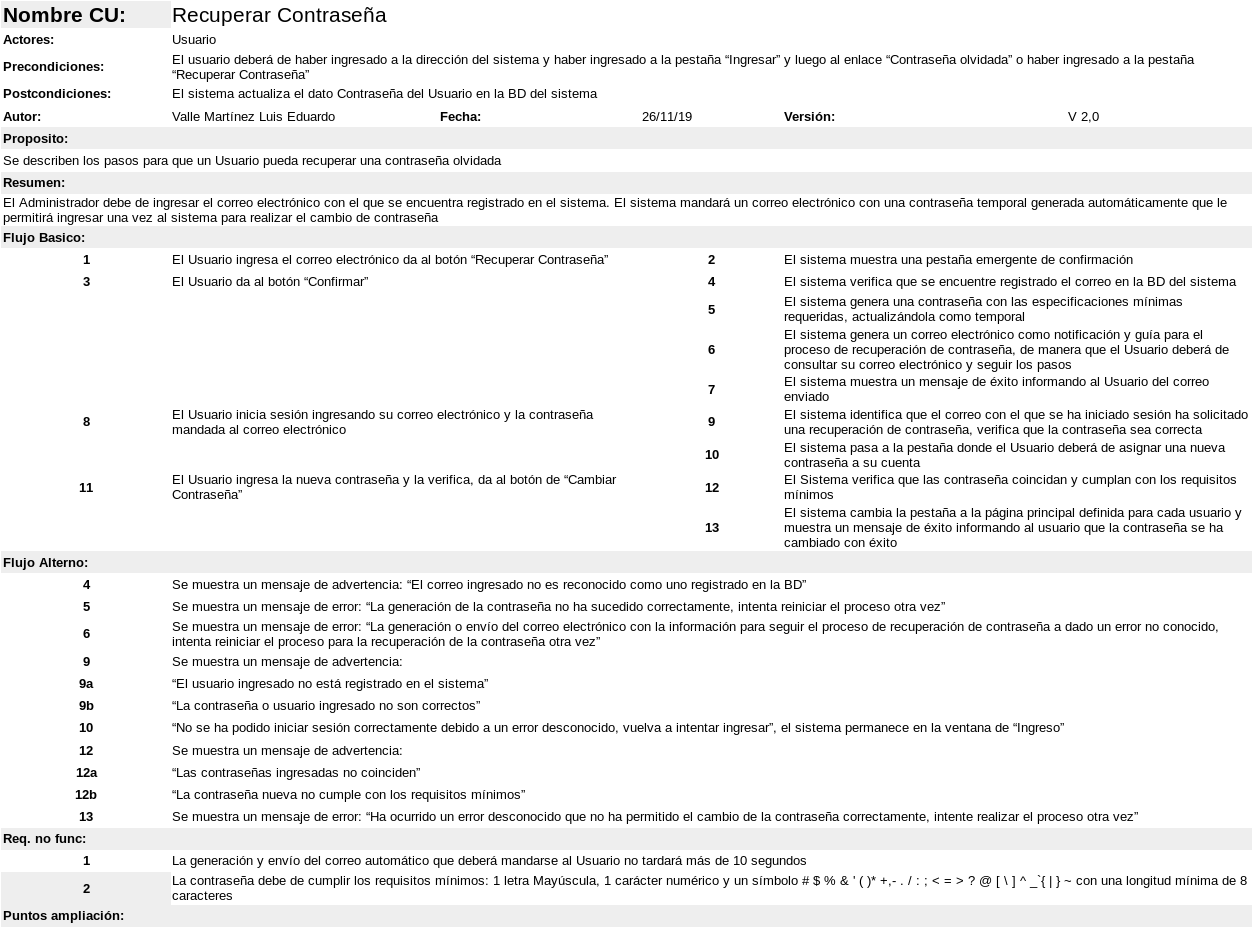 Nombre CU: Recuperar Contraseña
Actores: Usuario
Precondiciones: El usuario deberá de haber ingresado a la dirección del sistema y haber ingresado a la pestaña “Ingresar” y luego al enlace “Contraseña olvidada” o haber ingresado a la pestaña
“Recuperar Contraseña”
Postcondiciones: El sistema actualiza el dato Contraseña del Usuario en la BD del sistema
Autor: Valle Martínez Luis Eduardo Fecha: 26/11/19 Versión: V 2,0
Proposito:
Se describen los pasos para que un Usuario pueda recuperar una contraseña olvidada
Resumen:
El Administrador debe de ingresar el correo electrónico con el que se encuentra registrado en el sistema. El sistema mandará un correo electrónico con una contraseña temporal generada automáticamente que le
permitirá ingresar una vez al sistema para realizar el cambio de contraseña
Flujo Basico:
1 El Usuario ingresa el correo electrónico da al botón “Recuperar Contraseña” 2 El sistema muestra una pestaña emergente de confirmación
3 El Usuario da al botón “Confirmar” 4 El sistema verifica que se encuentre registrado el correo en la BD del sistema
5 El sistema genera una contraseña con las especificaciones mínimas
requeridas, actualizándola como temporal
6 El sistema genera un correo electrónico como notificación y guía para el
proceso de recuperación de contraseña, de manera que el Usuario deberá de
consultar su correo electrónico y seguir los pasos
7 El sistema muestra un mensaje de éxito informando al Usuario del correo
enviado
8 El Usuario inicia sesión ingresando su correo electrónico y la contraseña
mandada al correo electrónico
9 El sistema identifica que el correo con el que se ha iniciado sesión ha solicitado
una recuperación de contraseña, verifica que la contraseña sea correcta
10 El sistema pasa a la pestaña donde el Usuario deberá de asignar una nueva
contraseña a su cuenta
11 El Usuario ingresa la nueva contraseña y la verifica, da al botón de “Cambiar
Contraseña”
12 El Sistema verifica que las contraseña coincidan y cumplan con los requisitos
mínimos
13 El sistema cambia la pestaña a la página principal definida para cada usuario y
muestra un mensaje de éxito informando al usuario que la contraseña se ha
cambiado con éxito
Flujo Alterno:
4 Se muestra un mensaje de advertencia: “El correo ingresado no es reconocido como uno registrado en la BD”
5 Se muestra un mensaje de error: “La generación de la contraseña no ha sucedido correctamente, intenta reiniciar el proceso otra vez”
6 Se muestra un mensaje de error: “La generación o envío del correo electrónico con la información para seguir el proceso de recuperación de contraseña a dado un error no conocido,
intenta reiniciar el proceso para la recuperación de la contraseña otra vez”
9 Se muestra un mensaje de advertencia:
9a “El usuario ingresado no está registrado en el sistema”
9b “La contraseña o usuario ingresado no son correctos”
10 “No se ha podido iniciar sesión correctamente debido a un error desconocido, vuelva a intentar ingresar”, el sistema permanece en la ventana de “Ingreso”
12 Se muestra un mensaje de advertencia:
12a “Las contraseñas ingresadas no coinciden”
12b “La contraseña nueva no cumple con los requisitos mínimos”
13 Se muestra un mensaje de error: “Ha ocurrido un error desconocido que no ha permitido el cambio de la contraseña correctamente, intente realizar el proceso otra vez”
Req. no func:
1 La generación y envío del correo automático que deberá mandarse al Usuario no tardará más de 10 segundos
2 La contraseña debe de cumplir los requisitos mínimos: 1 letra Mayúscula, 1 carácter numérico y un símbolo # $ % & ' ( )* +,- . / : ; < = > ? @ [ \ ] ^ _`{ | } ~ con una longitud mínima de 8
caracteres
Puntos ampliación: